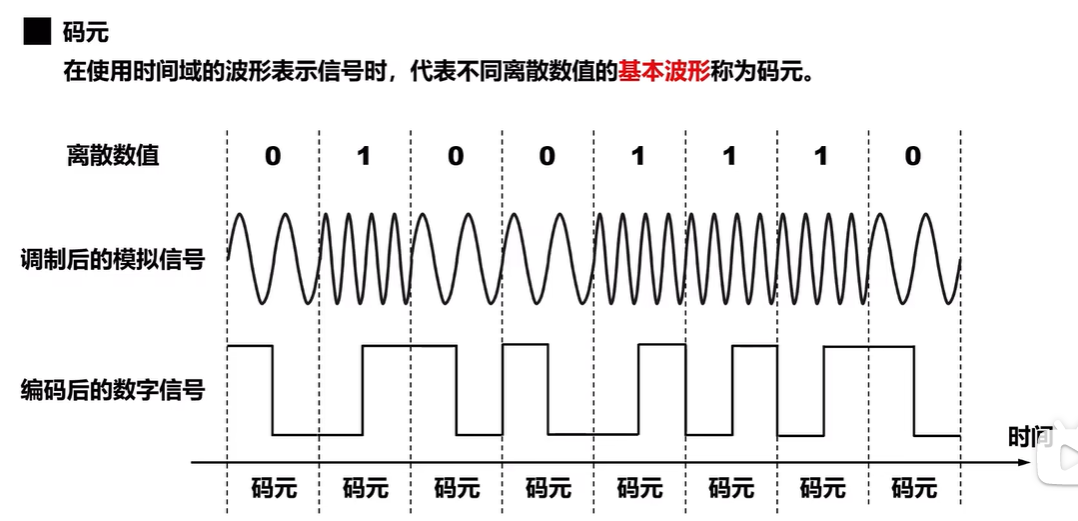 码元
在使用时间域的波形表示信号时，代表不同离散数值的基本波形称为码元。
离散数值 0 1 0 0 1 1 1 0
调制后的模拟信号
编码后的数字信号
时间
码元 码元 码元 码元 码元 码元 码元 码元